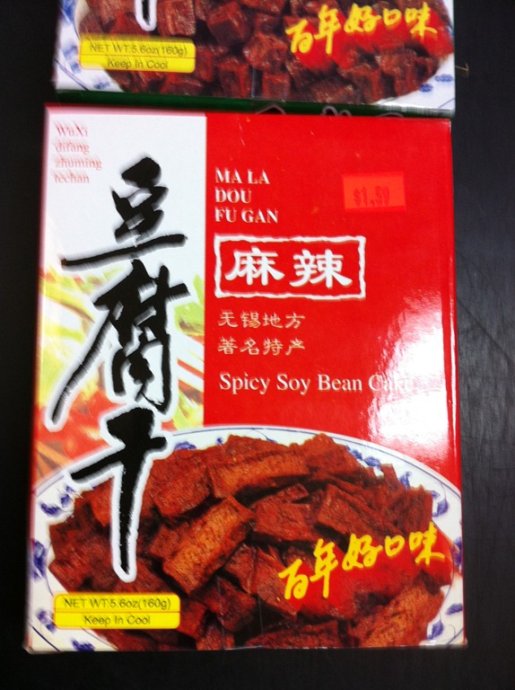 NET WT:5.6oz(160g)
Keep In Cool
百年好口味
WuXi
difang
zhuming
techan
豆腐干
MA LA
DOU
FU GAN
$1.99
麻辣
无锡地方
著名特产
Spicy Soy Bean Cake
百年好口味
NET WT:5.6oz(160g)
Keep In Cool